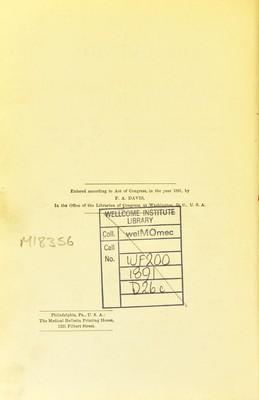 Entered according to Act of Congress, in the year 1891, by
F. A. DAVIS,
In the Office of the Librarian of Congress, at Washington, D. C., U. S. A.
WELLCOME INSTITUTE
LIBRARY
Coll. welMOmec
Call
No. WF200
1891
D26c
M18356
Philadelphia, Pa., U. S. A.:
The Medical Bulletin Printing House,
1231 Filbert Street.